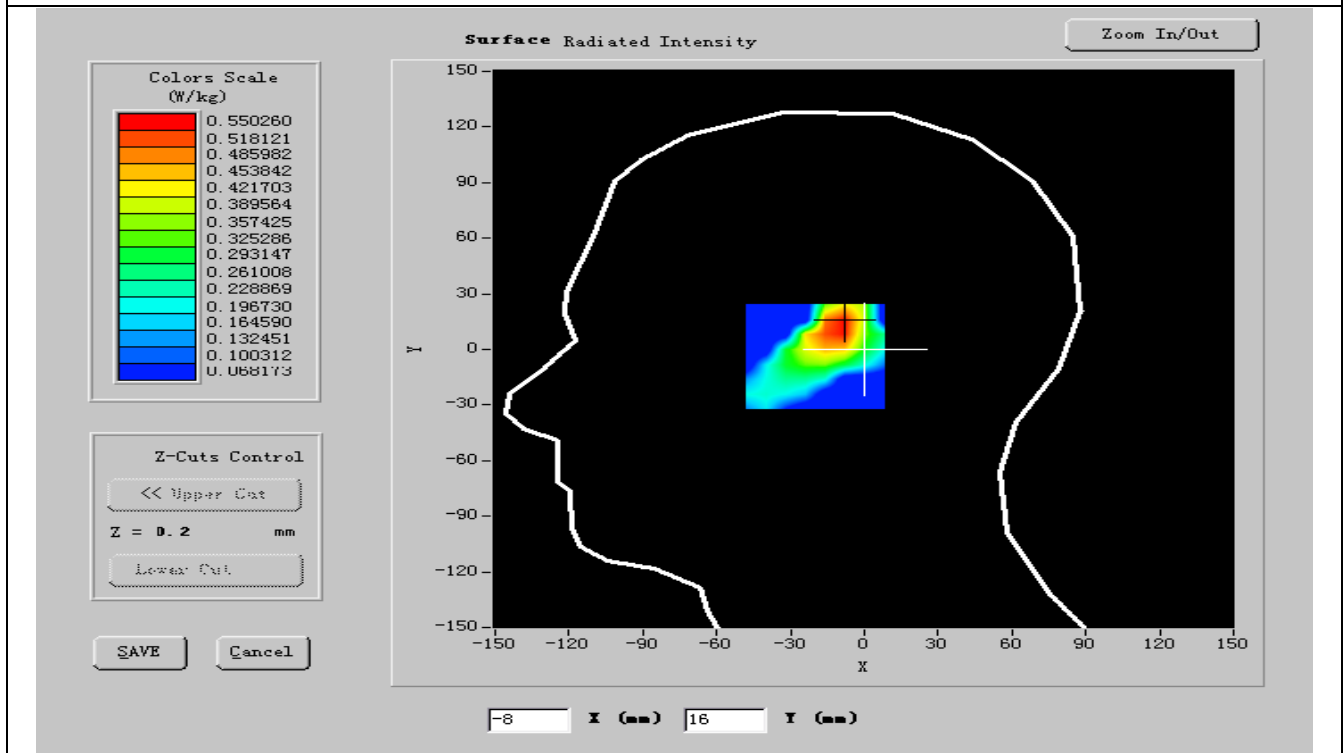 Surface Radiated Intensity
Zoom In/Out
Colors Scale
(W/kg)
0.550260
0.518121
0.485982
0.453842
0.421703
0.389564
0.357425
0.325286
0.293147
0.261008
0.228869
0.196730
0.164590
0.132451
0.100312
0.068173
Z-Cuts Control
<< Upper Cut
Z = 0.2 mm
Lower Cut
SAVE
Cancel
150
120
90
60
30
0
-30
-60
-90
-120
-150
Y
-150 -120 -90 -60 -30 0 30 60 90 120 150
X
-8 X (mm) 16 Y (mm)